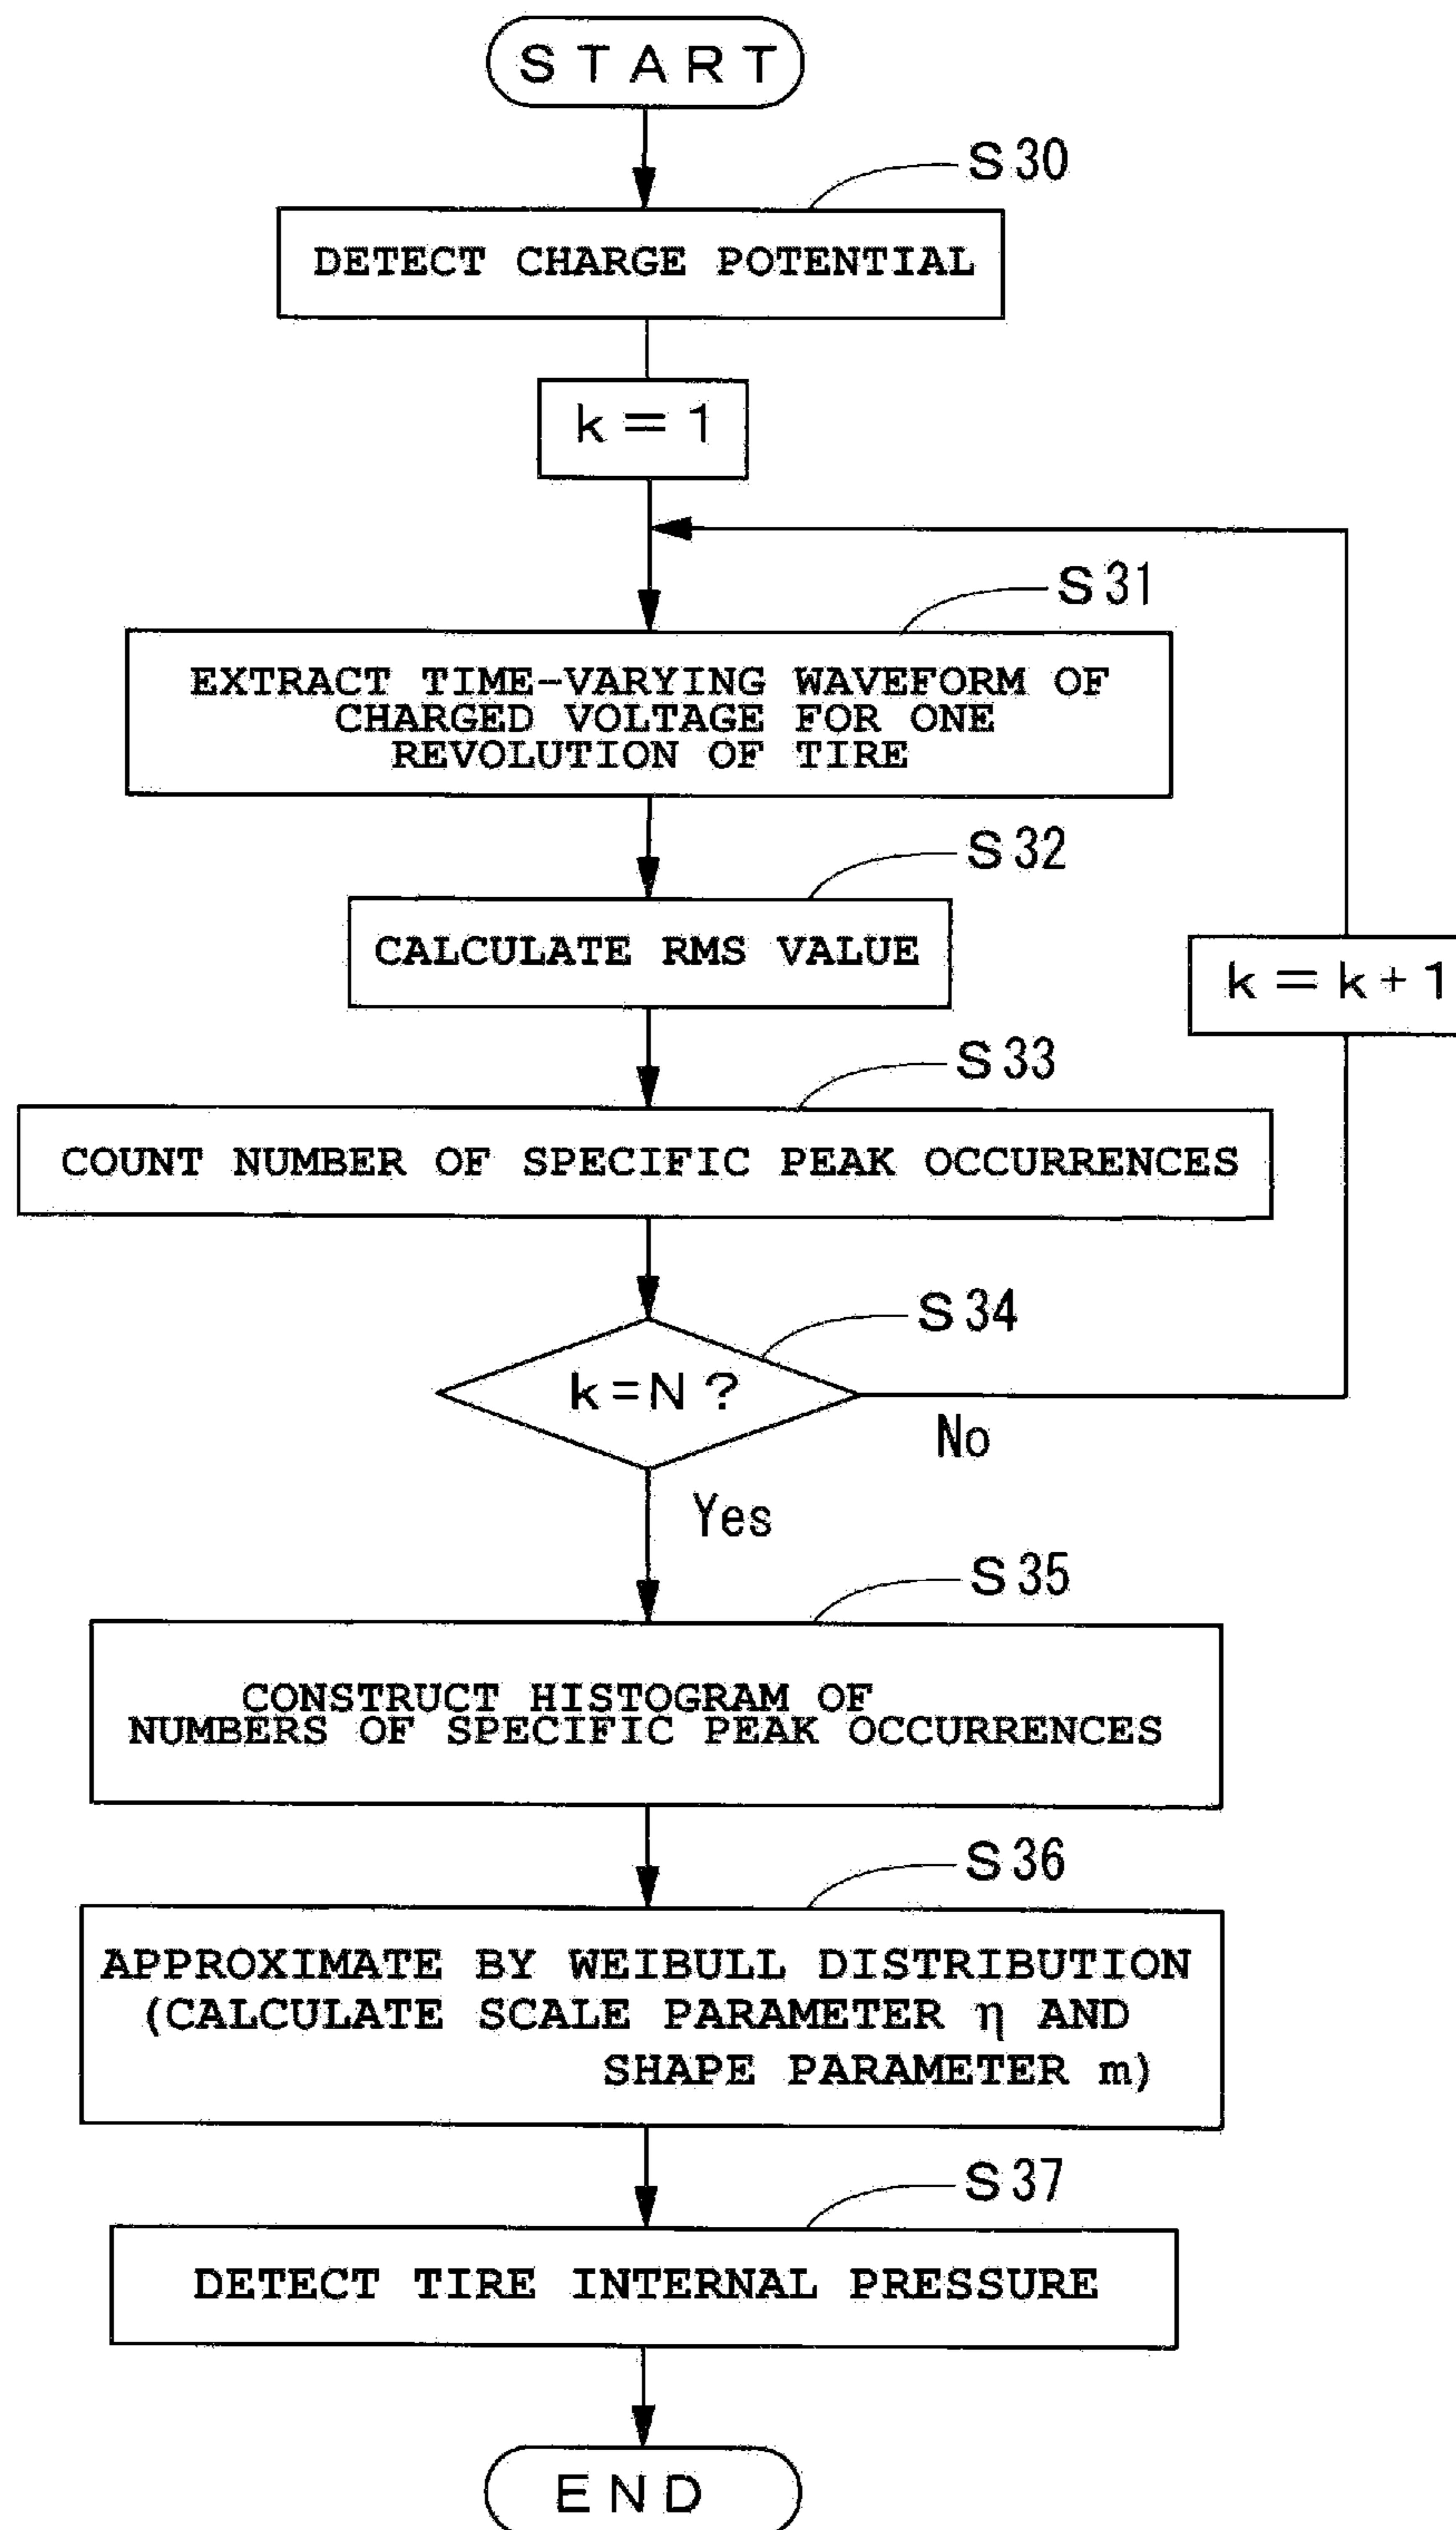 START
S30
DETECT CHARGE POTENTIAL
k = 1
S31
EXTRACT TIME-VARYING WAVEFORM OF
CHARGED VOLTAGE FOR ONE
REVOLUTION OF TIRE
S32
CALCULATE RMS VALUE
k = k + 1
S33
COUNT NUMBER OF SPECIFIC PEAK OCCURRENCES
S34
k = N ?
No
Yes
S35
CONSTRUCT HISTOGRAM OF
NUMBERS OF SPECIFIC PEAK OCCURRENCES
S36
APPROXIMATE BY WEIBULL DISTRIBUTION
(CALCULATE SCALE PARAMETER η AND
SHAPE PARAMETER m)
S37
DETECT TIRE INTERNAL PRESSURE
END